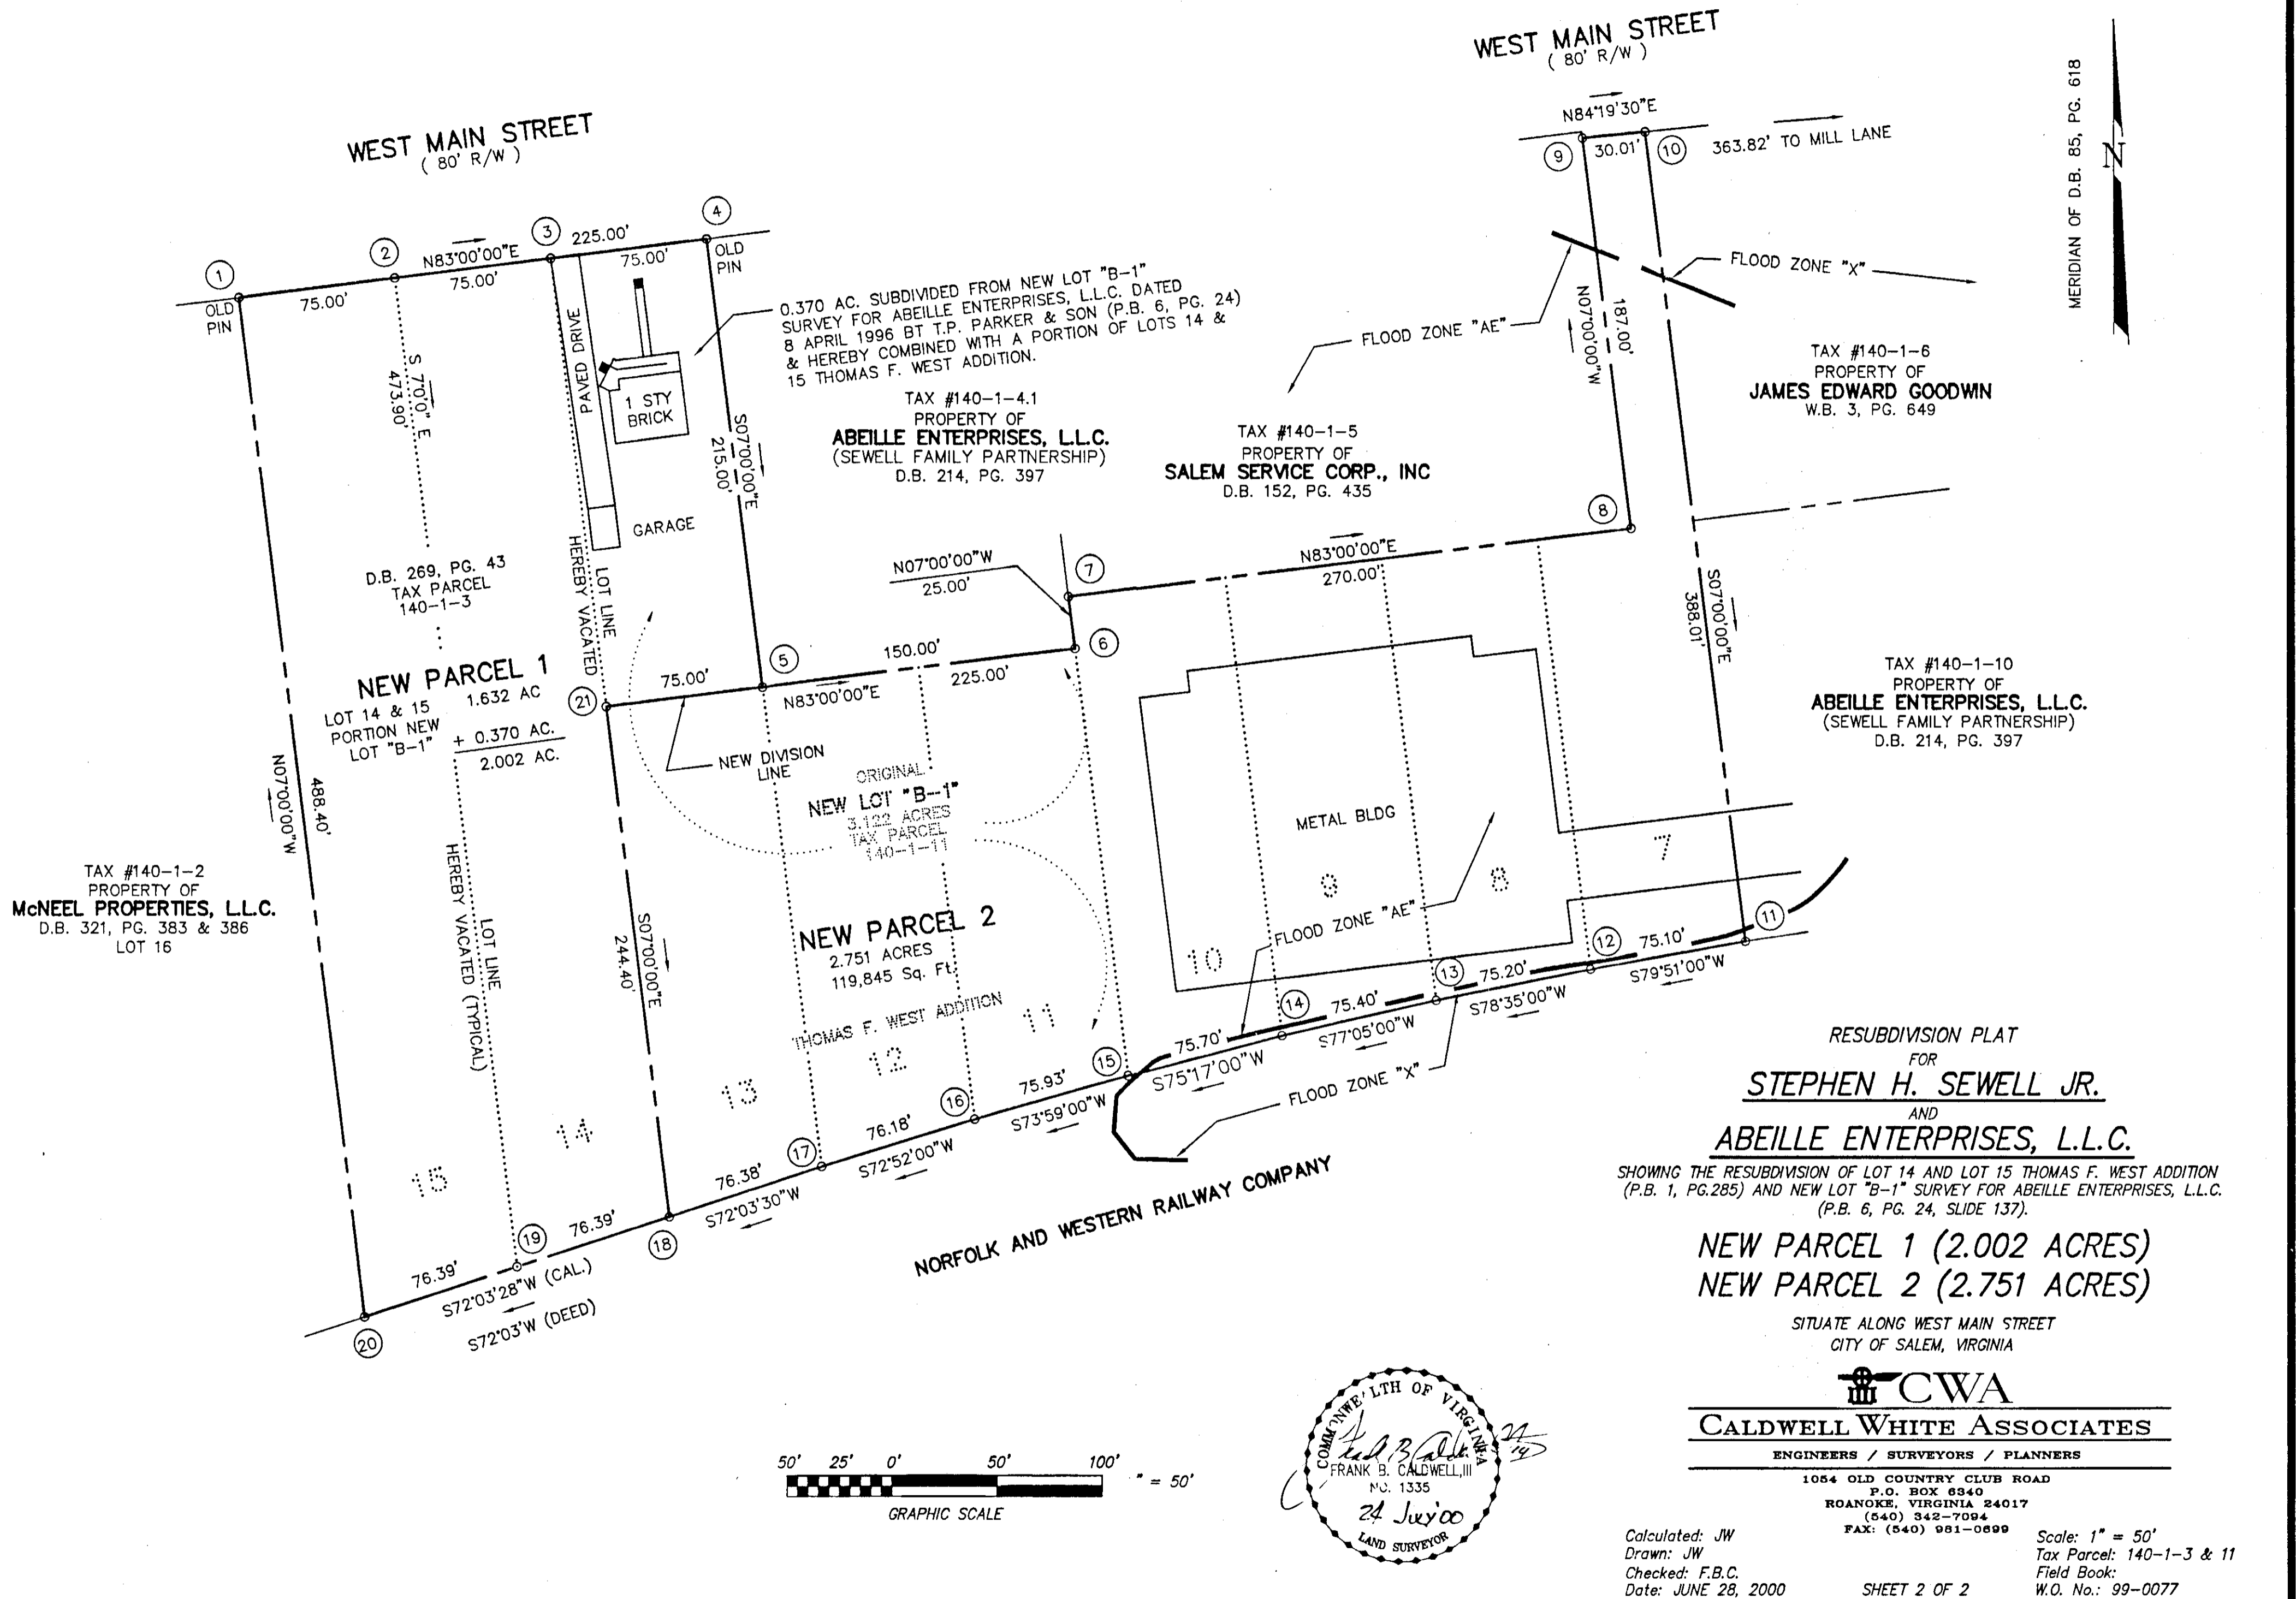 WEST MAIN STREET
( 80' R/W )
WEST MAIN STREET
( 80' R/W )
N84°19'30"E
30.01'
363.82' TO MILL LANE
MERIDIAN OF D.B. 85, PG. 618
N
1
2
3
4
5
6
7
8
9
10
11
12
13
14
15
16
17
18
19
20
21
OLD
PIN
75.00'
N83°00'00"E
75.00'
225.00'
75.00'
OLD
PIN
S 7°0'0" E
473.90'
PAVED DRIVE
1 STY
BRICK
GARAGE
LOT LINE
HEREBY VACATED
S07°00'00"E
215.00'
0.370 AC. SUBDIVIDED FROM NEW LOT "B-1"
SURVEY FOR ABEILLE ENTERPRISES, L.L.C. DATED
8 APRIL 1996 BT T.P. PARKER & SON (P.B. 6, PG. 24)
& HEREBY COMBINED WITH A PORTION OF LOTS 14 &
15 THOMAS F. WEST ADDITION.
TAX #140-1-4.1
PROPERTY OF
ABEILLE ENTERPRISES, L.L.C.
(SEWELL FAMILY PARTNERSHIP)
D.B. 214, PG. 397
TAX #140-1-5
PROPERTY OF
SALEM SERVICE CORP., INC
D.B. 152, PG. 435
FLOOD ZONE "AE"
FLOOD ZONE "X"
N07°00'00"W
187.00'
TAX #140-1-6
PROPERTY OF
JAMES EDWARD GOODWIN
W.B. 3, PG. 649
D.B. 269, PG. 43
TAX PARCEL
140-1-3
N07°00'00"W
25.00'
N83°00'00"E
270.00'
S07°00'00"E
388.01'
NEW PARCEL 1
LOT 14 & 15
PORTION NEW
LOT "B-1"
1.632 AC
+ 0.370 AC.
2.002 AC.
75.00'
150.00'
N83°00'00"E
225.00'
NEW DIVISION
LINE
ORIGINAL
NEW LOT "B-1"
3.122 ACRES
TAX PARCEL
140-1-11
TAX #140-1-10
PROPERTY OF
ABEILLE ENTERPRISES, L.L.C.
(SEWELL FAMILY PARTNERSHIP)
D.B. 214, PG. 397
N07°00'00"W
488.40'
LOT LINE
HEREBY VACATED (TYPICAL)
S07°00'00"E
244.40'
TAX #140-1-2
PROPERTY OF
McNEEL PROPERTIES, L.L.C.
D.B. 321, PG. 383 & 386
LOT 16
METAL BLDG
NEW PARCEL 2
2.751 ACRES
119,845 Sq. Ft.
THOMAS F. WEST ADDITION
7
8
9
10
11
12
13
14
15
FLOOD ZONE "AE"
FLOOD ZONE "X"
75.10'
S79°51'00"W
75.20'
S78°35'00"W
75.40'
S77°05'00"W
75.70'
S75°17'00"W
75.93'
S73°59'00"W
76.18'
S72°52'00"W
76.38'
S72°03'30"W
76.39'
76.39'
S72°03'28"W (CAL.)
S72°03'W (DEED)
NORFOLK AND WESTERN RAILWAY COMPANY
RESUBDIVISION PLAT
FOR
STEPHEN H. SEWELL JR.
AND
ABEILLE ENTERPRISES, L.L.C.
SHOWING THE RESUBDIVISION OF LOT 14 AND LOT 15 THOMAS F. WEST ADDITION
(P.B. 1, PG.285) AND NEW LOT "B-1" SURVEY FOR ABEILLE ENTERPRISES, L.L.C.
(P.B. 6, PG. 24, SLIDE 137).
NEW PARCEL 1 (2.002 ACRES)
NEW PARCEL 2 (2.751 ACRES)
SITUATE ALONG WEST MAIN STREET
CITY OF SALEM, VIRGINIA
CWA
CALDWELL WHITE ASSOCIATES
ENGINEERS / SURVEYORS / PLANNERS
1054 OLD COUNTRY CLUB ROAD
P.O. BOX 6340
ROANOKE, VIRGINIA 24017
(540) 342-7094
FAX: (540) 981-0699
Calculated: JW
Drawn: JW
Checked: F.B.C.
Date: JUNE 28, 2000
SHEET 2 OF 2
Scale: 1" = 50'
Tax Parcel: 140-1-3 & 11
Field Book:
W.O. No.: 99-0077
50' 25' 0' 50' 100'
" = 50'
GRAPHIC SCALE
COMMONWEALTH OF VIRGINIA
FRANK B. CALDWELL,III
NO. 1335
24 July 00
LAND SURVEYOR